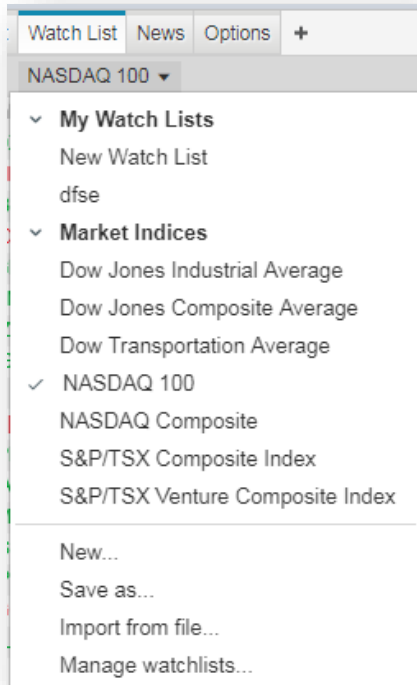 Watch List News Options +
NASDAQ 100
My Watch Lists
New Watch List
dfse
Market Indices
Dow Jones Industrial Average
Dow Jones Composite Average
Dow Transportation Average
NASDAQ 100
NASDAQ Composite
S&P/TSX Composite Index
S&P/TSX Venture Composite Index
New...
Save as...
Import from file...
Manage watchlists...